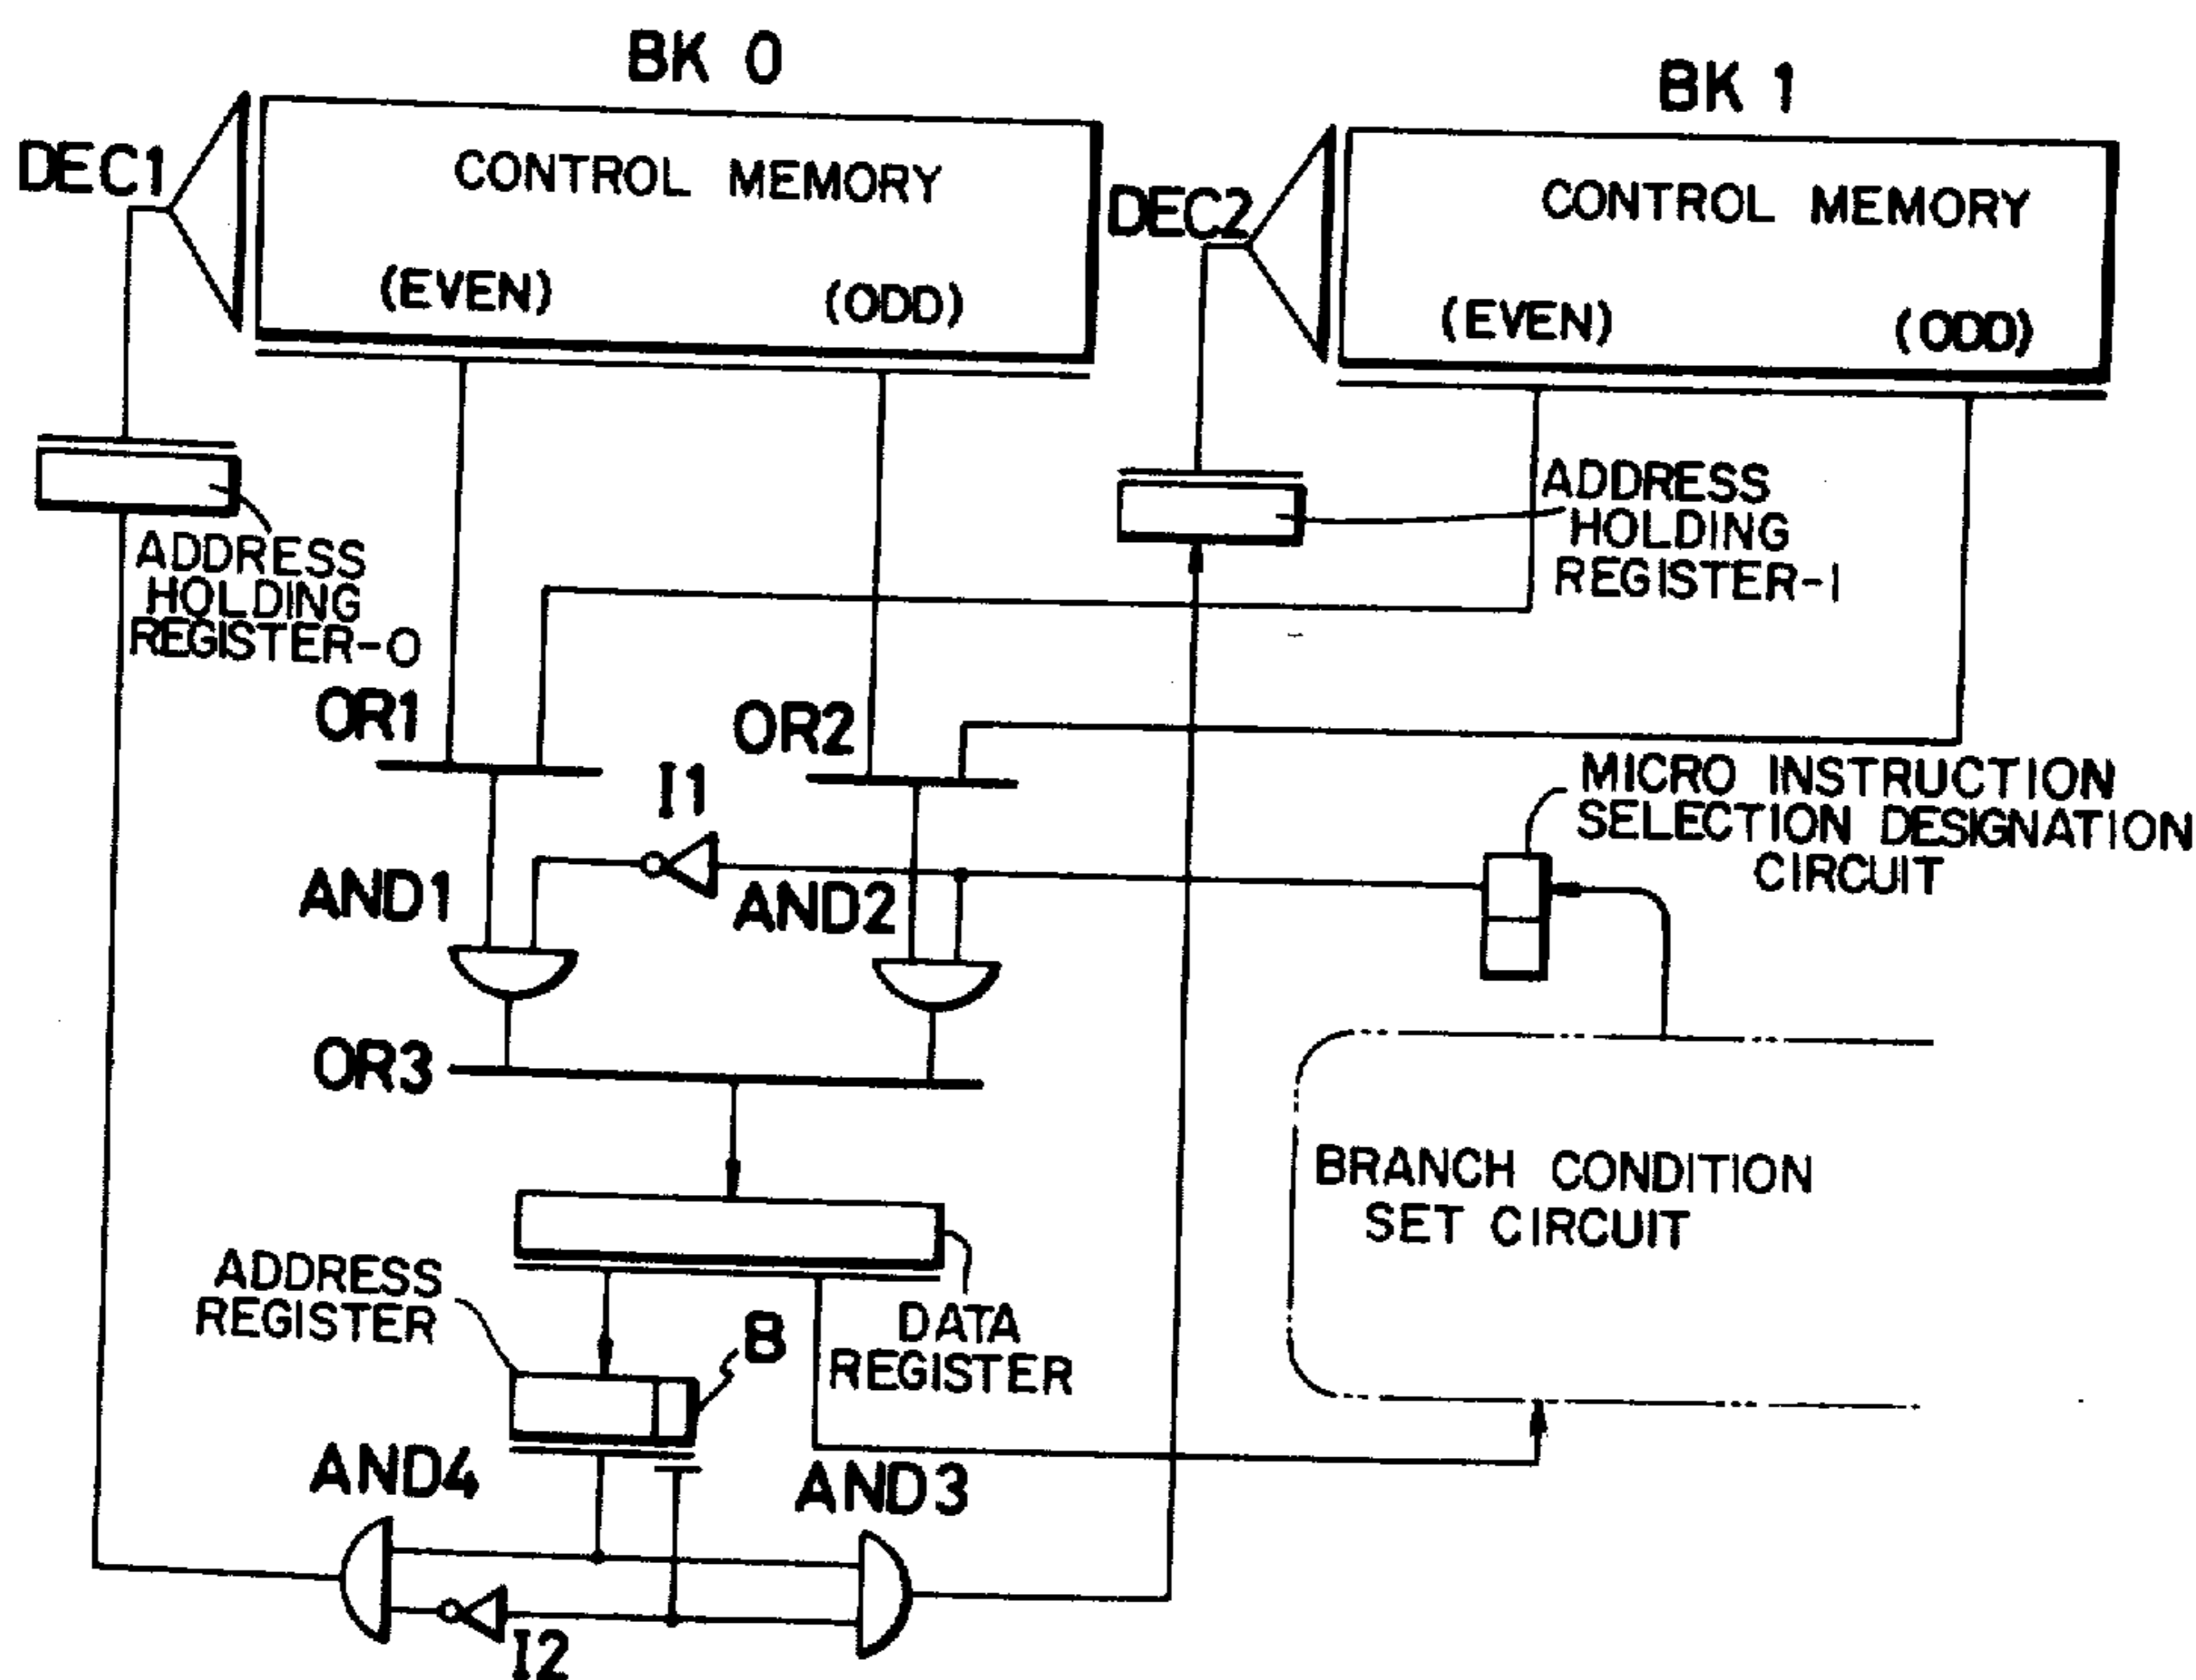 BK 0
BK 1
DEC1
CONTROL MEMORY
(EVEN)
(ODD)
DEC2
CONTROL MEMORY
(EVEN)
(ODD)
ADDRESS
HOLDING
REGISTER-0
ADDRESS
HOLDING
REGISTER-1
OR1
OR2
I1
MICRO INSTRUCTION
SELECTION DESIGNATION
CIRCUIT
AND1
AND2
OR3
BRANCH CONDITION
SET CIRCUIT
ADDRESS
REGISTER
8
DATA
REGISTER
AND4
AND3
I2